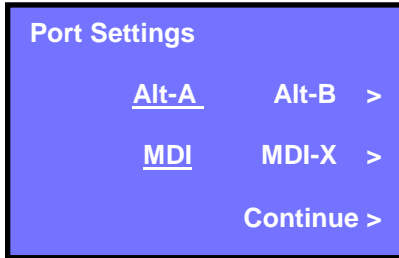 Port Settings
Alt-A Alt-B >
MDI MDI-X >
Continue >